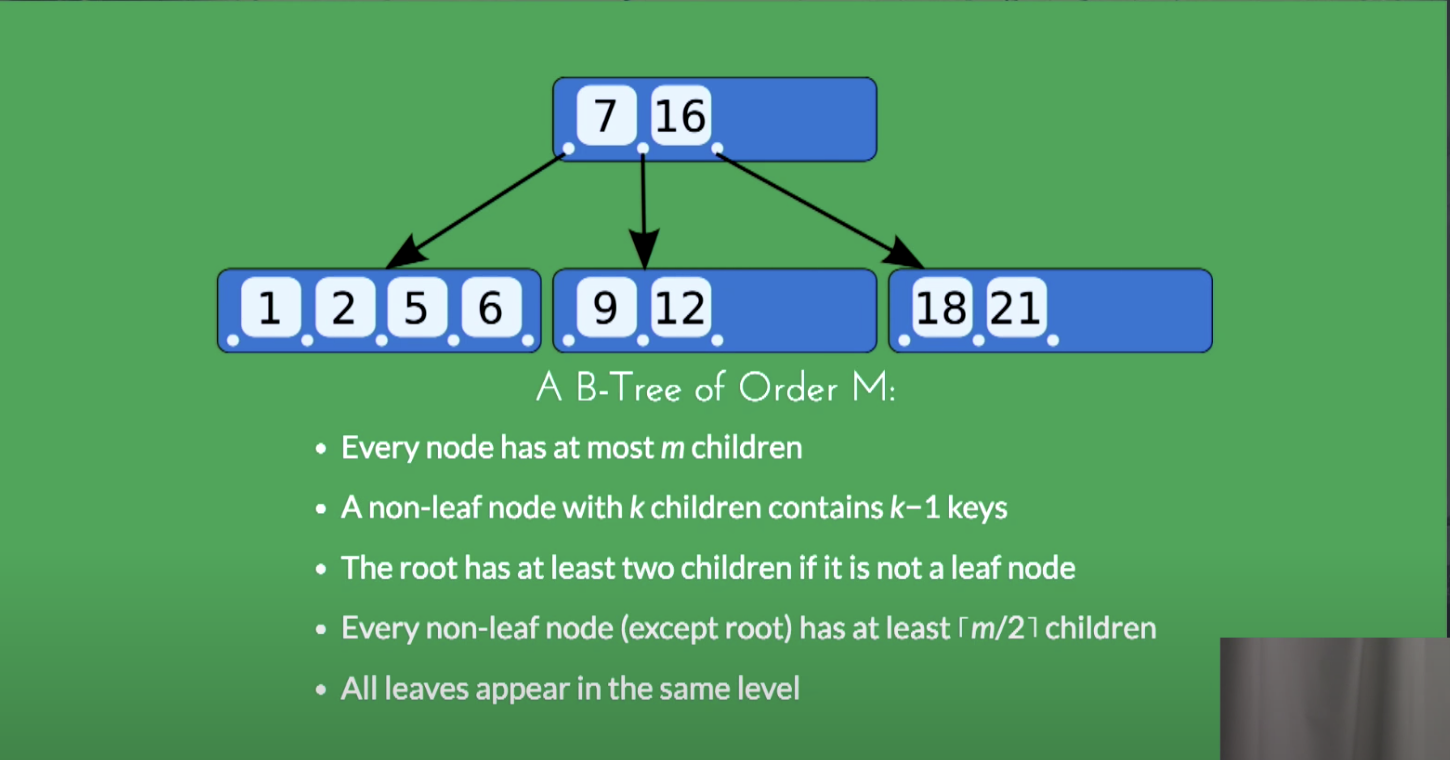 7 16
1 2 5 6 9 12 18 21
A B-Tree of Order M:
• Every node has at most m children
• A non-leaf node with k children contains k−1 keys
• The root has at least two children if it is not a leaf node
• Every non-leaf node (except root) has at least ⌈m/2⌉ children
• All leaves appear in the same level